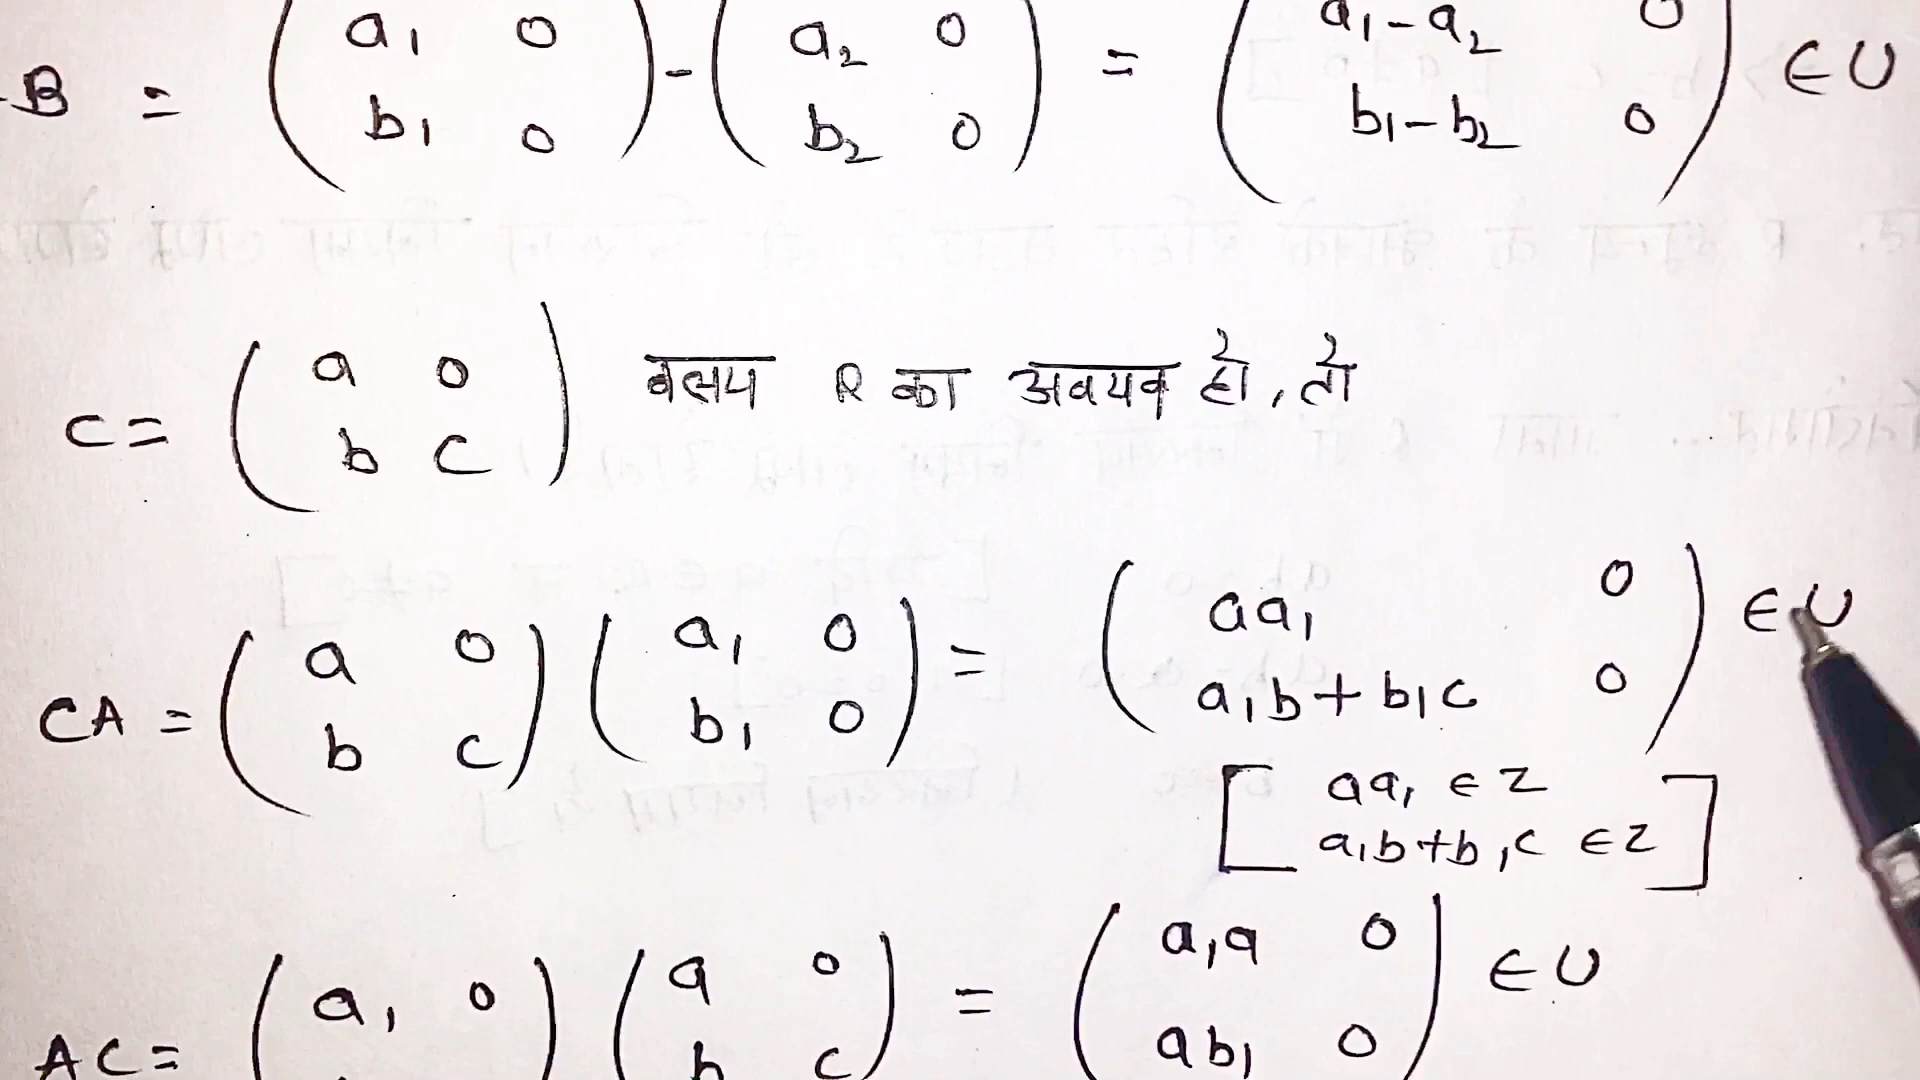 -B = ( a₁ 0 ) - ( a₂ 0 ) = ( a₁-a₂ 0 ) ∈ U
( b₁ 0 ) ( b₂ 0 ) ( b₁-b₂ 0 )
C = ( a 0 ) वलय R का अवयव हो, तो
( b c )
CA = ( a 0 ) ( a₁ 0 ) = ( aa₁ 0 ) ∈ U
( b c ) ( b₁ 0 ) ( a₁b+b₁c 0 )
[ aa₁ ∈ Z
a₁b+b₁c ∈ Z ]
AC = ( a₁ 0 ) ( a 0 ) = ( a₁a 0 ) ∈ U
b c ab₁ 0